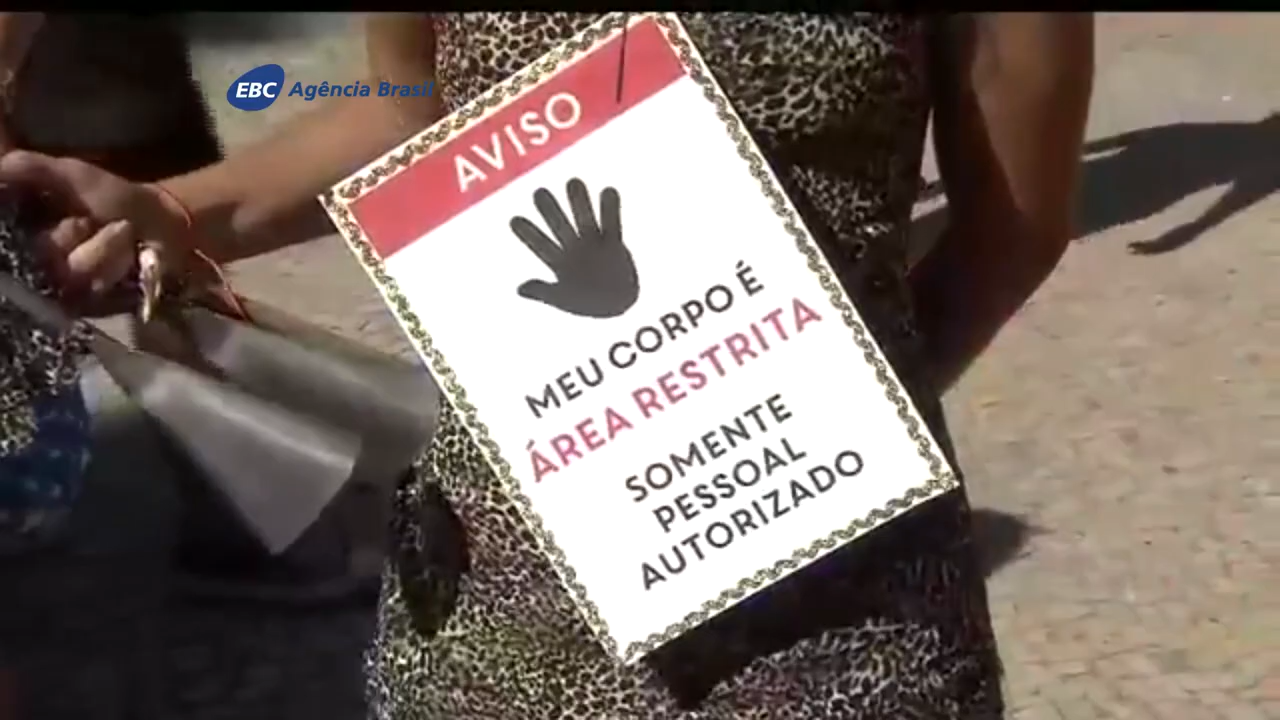 EBC Agência Brasil
AVISO
MEU CORPO É
ÁREA RESTRITA
SOMENTE
PESSOAL
AUTORIZADO